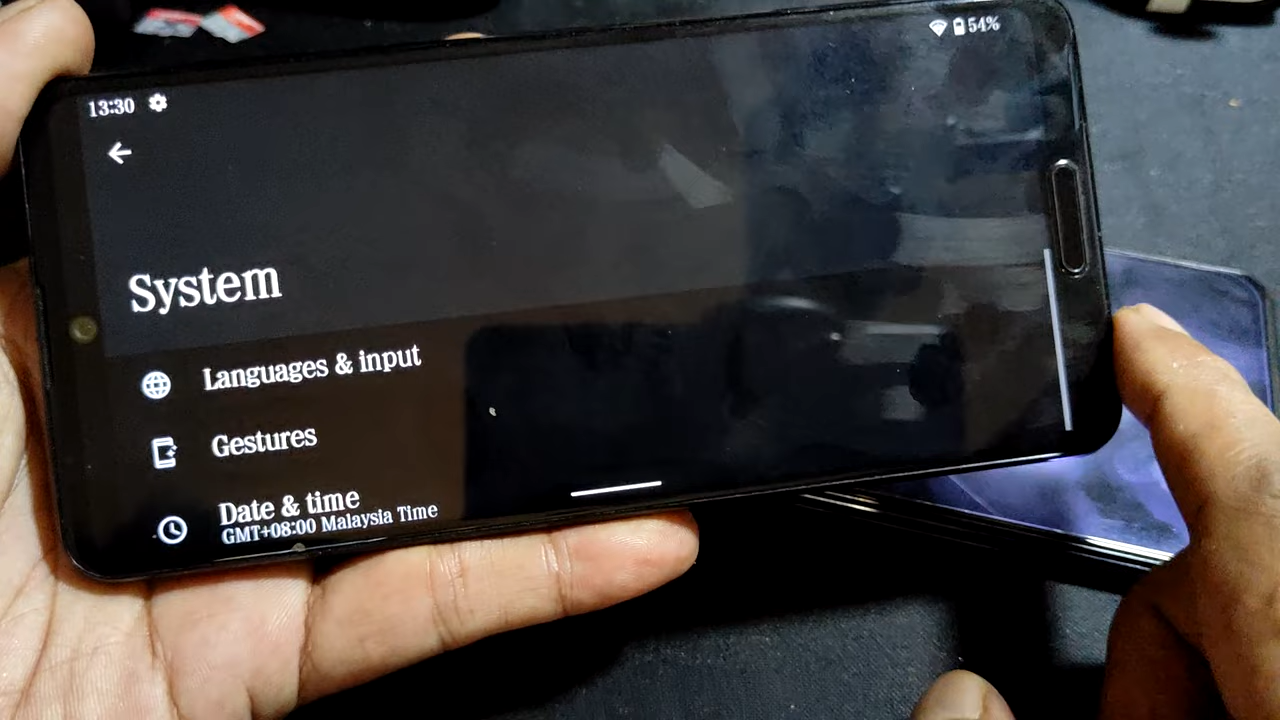 13:30
54%
System
Languages & input
Gestures
Date & time
GMT+08:00 Malaysia Time